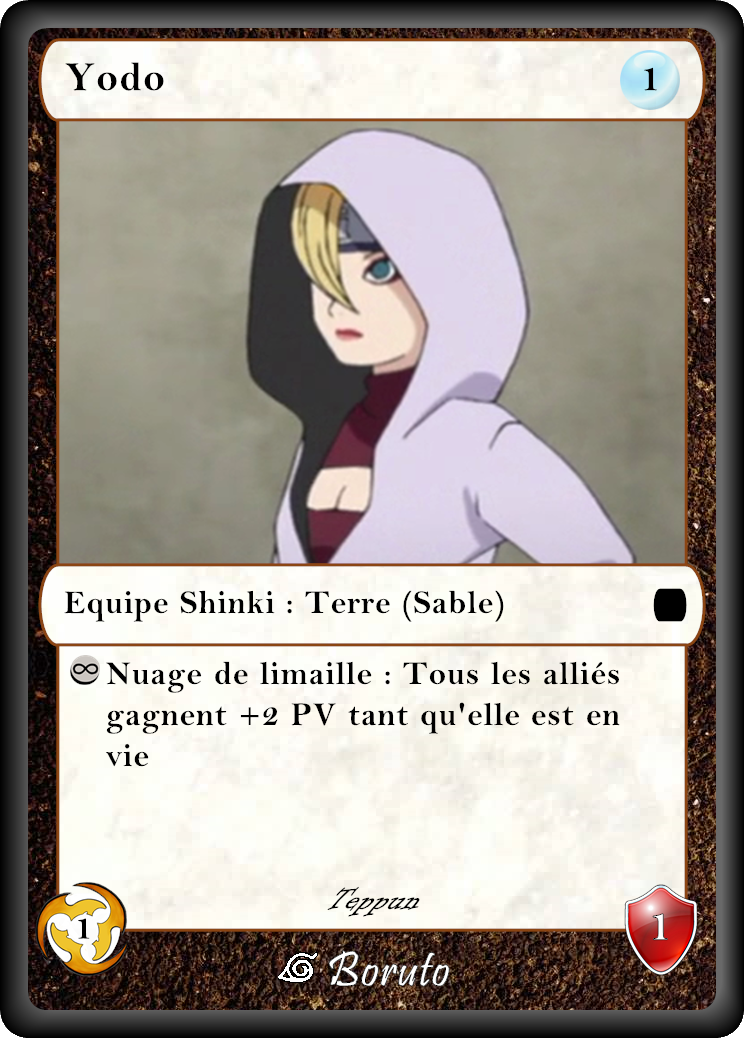 Yodo
1
Equipe Shinki : Terre (Sable)
Nuage de limaille : Tous les alliés
gagnent +2 PV tant qu'elle est en
vie
Teppun
1
1
Boruto